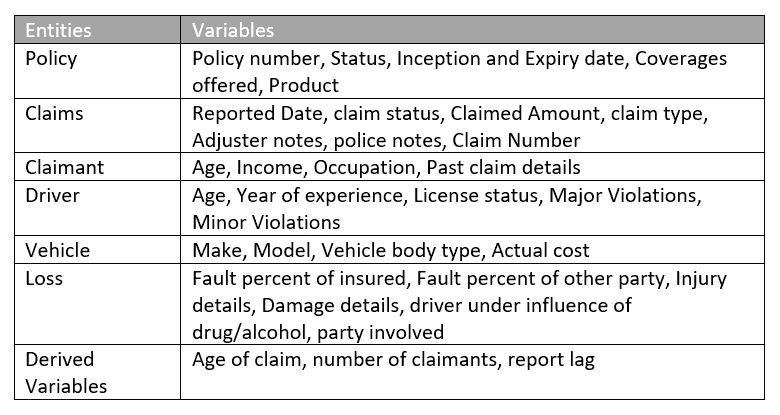 Entities Variables
Policy Policy number, Status, Inception and Expiry date, Coverages
offered, Product
Claims Reported Date, claim status, Claimed Amount, claim type,
Adjuster notes, police notes, Claim Number
Claimant Age, Income, Occupation, Past claim details
Driver Age, Year of experience, License status, Major Violations,
Minor Violations
Vehicle Make, Model, Vehicle body type, Actual cost
Loss Fault percent of insured, Fault percent of other party, Injury
details, Damage details, driver under influence of
drug/alcohol, party involved
Derived Age of claim, number of claimants, report lag
Variables